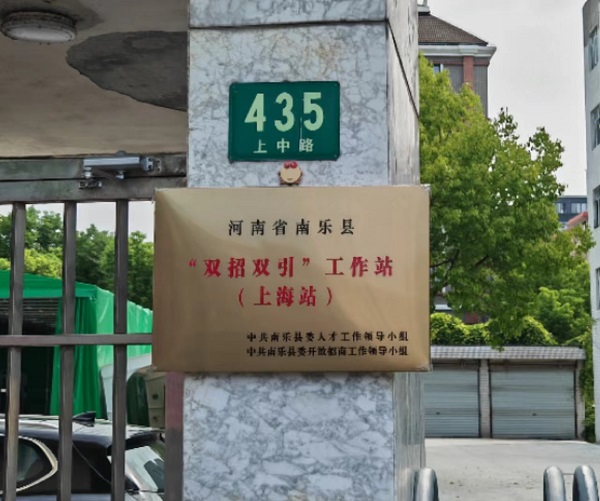 435
上中路
河南省南乐县
“双招双引”工作站
（上海站）
中共南乐县委人才工作领导小组
中共南乐县委开放招商工作领导小组